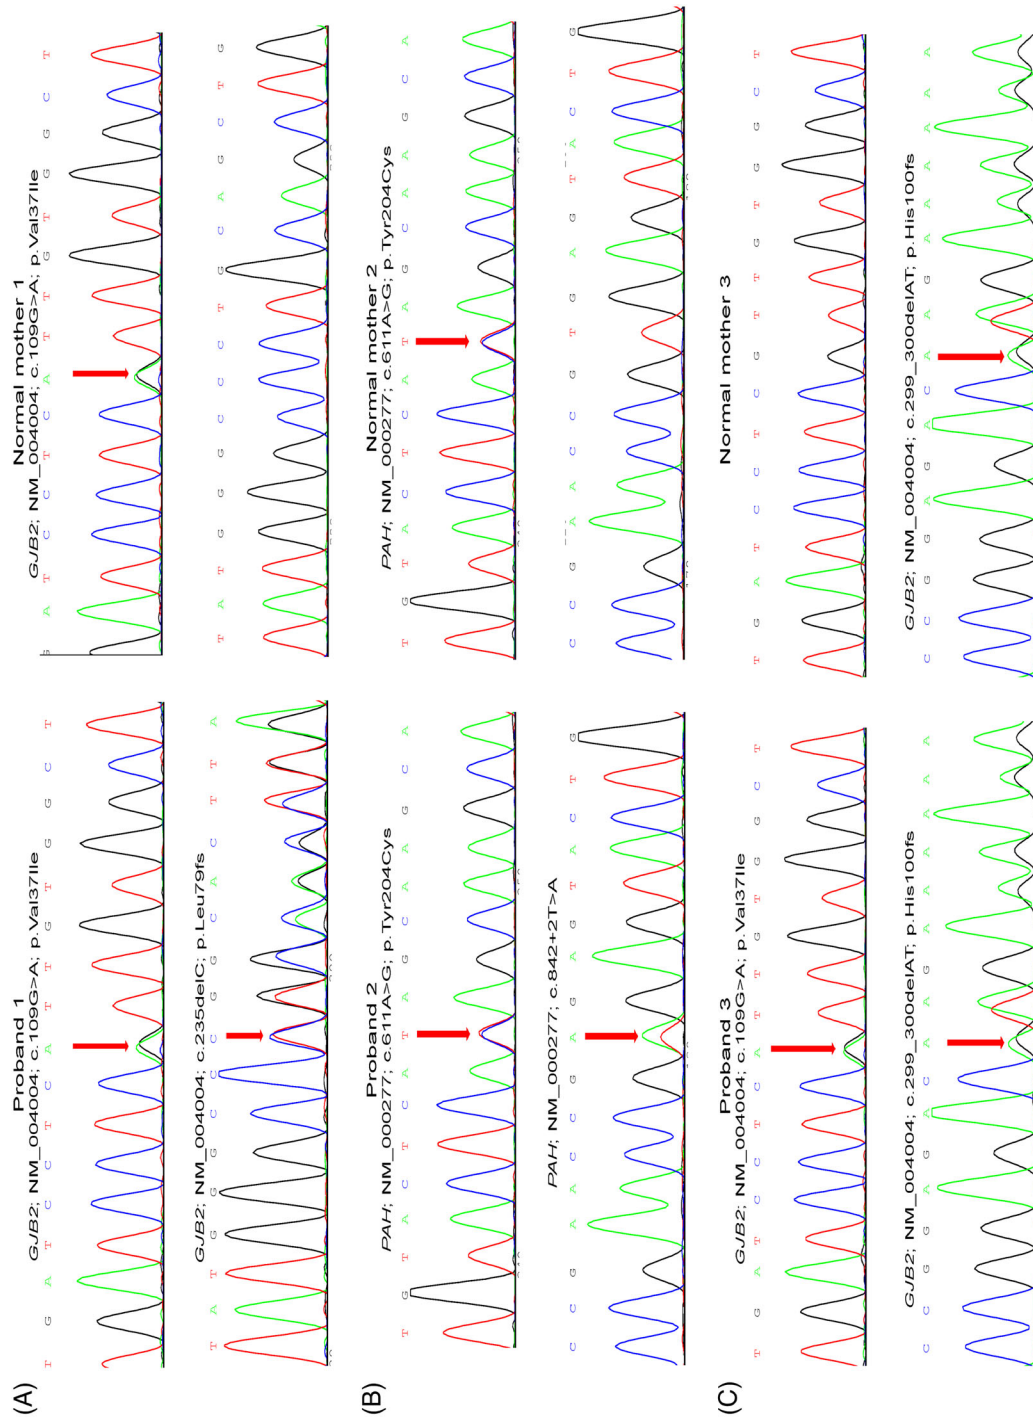 (A)
Proband 1
GJB2; NM_004004; c.109G>A; p.Val37Ile
T G A T C C T C A T T G T G G C T
GJB2; NM_004004; c.235delC; p.Leu79fs
T A T G G G C C C G G C A C T T A
Normal mother 1
GJB2; NM_004004; c.109G>A; p.Val37Ile
G A T C C T C A T T G T G G C T
T A T G G G C C C T G C A G C T G
(B)
Proband 2
PAH; NM_000277; c.611A>G; p.Tyr204Cys
T G T A C T C A T A G C A A G C A
PAH; NM_000277; c.842+2T>A
C C G A A C C G A G A G T A C T G
Normal mother 2
PAH; NM_000277; c.611A>G; p.Tyr204Cys
T G T A C T C A T A G C A A G C A
C C G A A C C G T G A G T A C T G
(C)
Proband 3
GJB2; NM_004004; c.109G>A; p.Val37Ile
T G A T C C T C A T T G T G G C T
GJB2; NM_004004; c.299_300delAT; p.His100fs
C C G G A G A C A A G A A A A A A
Normal mother 3
T G A T C C T C G T T G T G G C T
GJB2; NM_004004; c.299_300delAT; p.His100fs
C C G G A G A C A A G A A A A A A